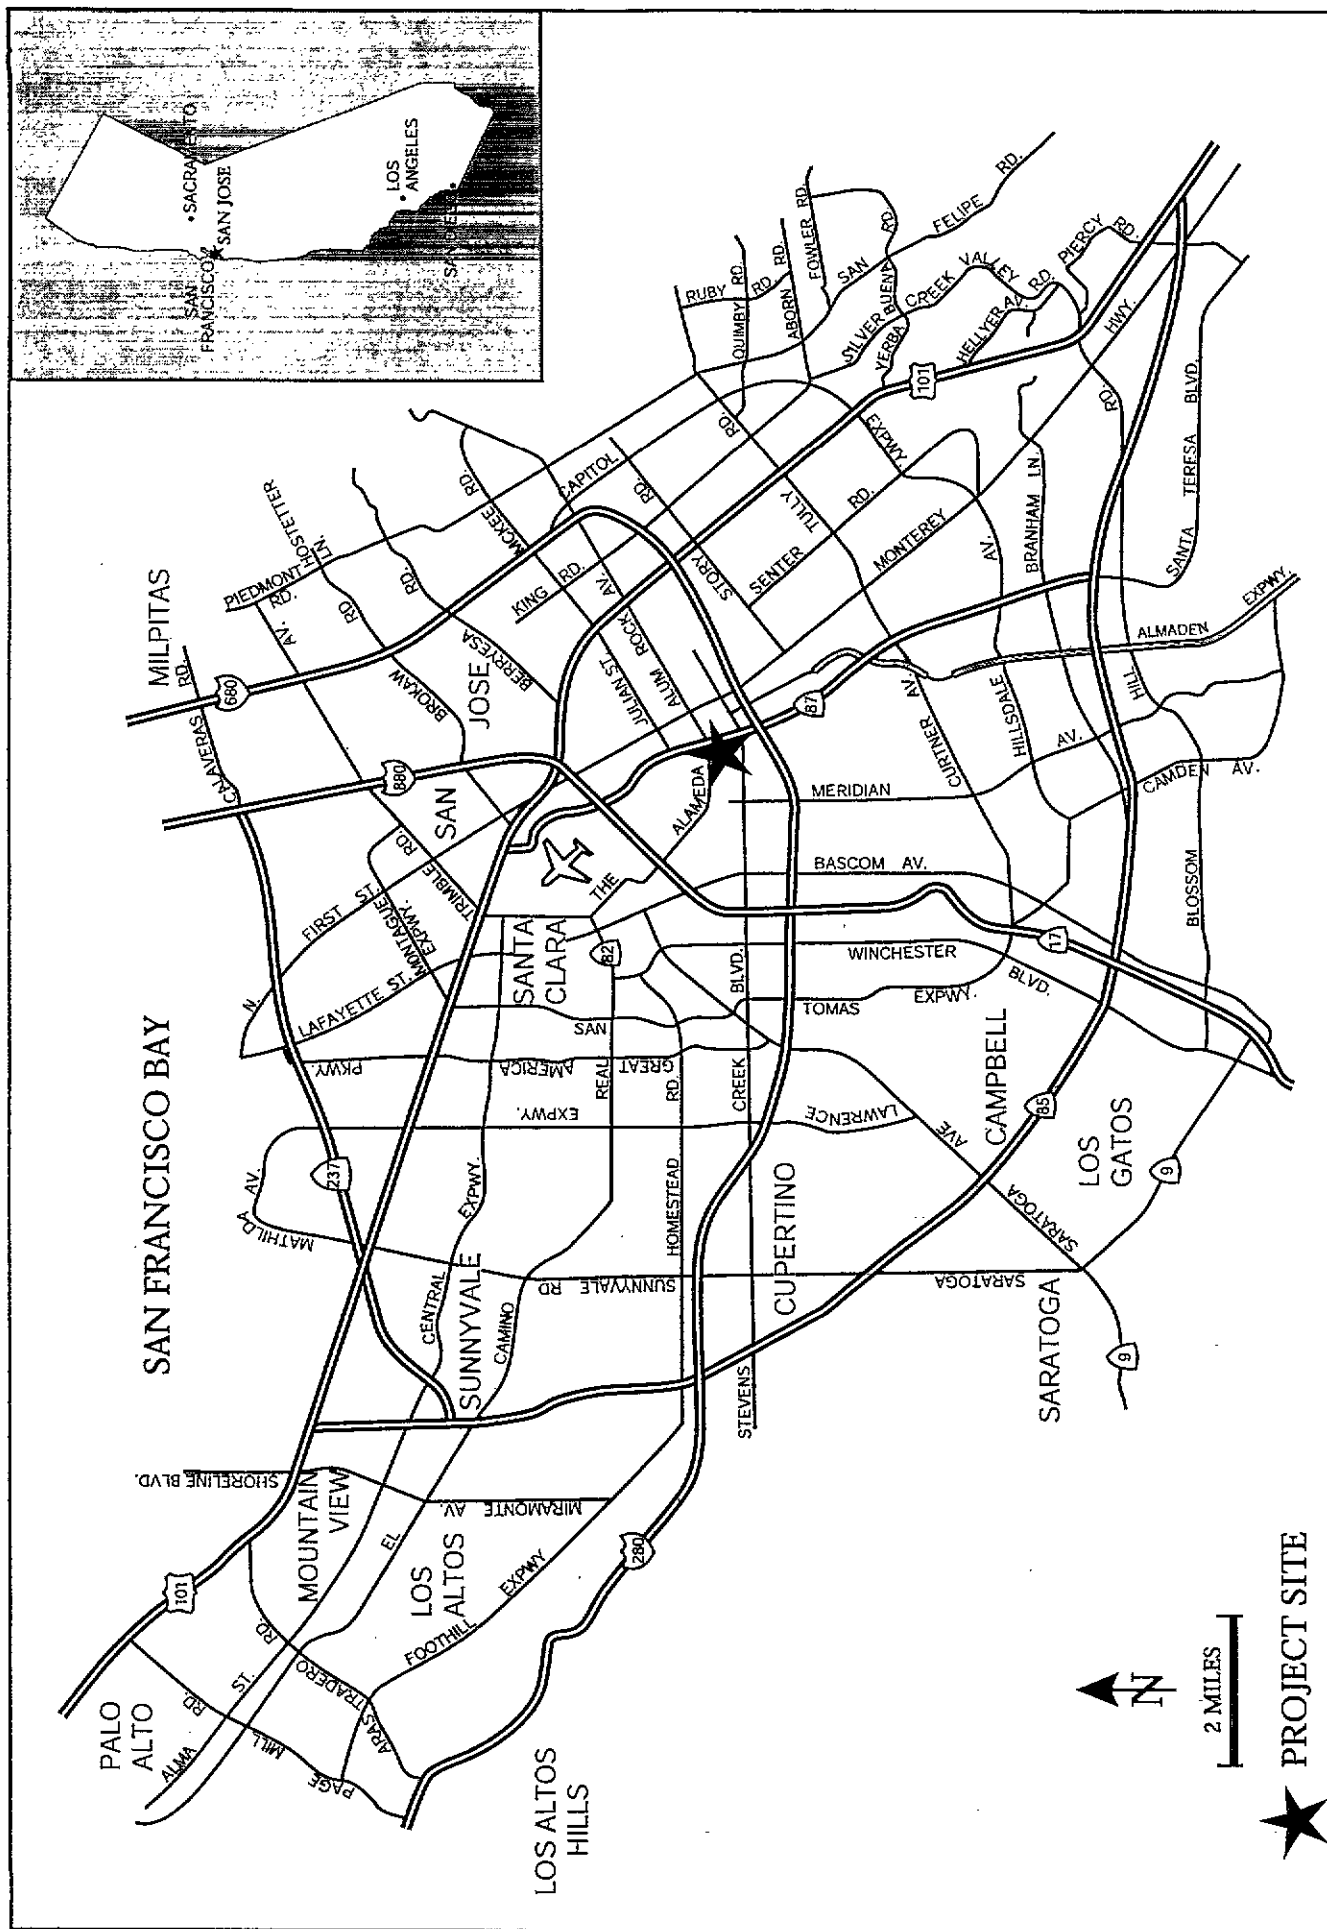 SAN FRANCISCO BAY
MILPITAS
PALO
ALTO
MOUNTAIN
VIEW
LOS
ALTOS
LOS ALTOS
HILLS
SUNNYVALE
SANTA
CLARA
SAN
JOSE
CUPERTINO
CAMPBELL
SARATOGA
LOS
GATOS
101
280
237
880
680
82
87
17
85
9
9
101
ALMA
ST.
PAGE
MILL
RD.
ARASTRADERO
RD.
FOOTHILL
EXPWY
EL
CAMINO
REAL
SHORELINE BLVD.
MIRAMONTE AV.
CENTRAL
EXPWY.
MATHILDA
AV.
SUNNYVALE
RD
SARATOGA
HOMESTEAD
RD.
STEVENS
CREEK
BLVD.
LAWRENCE
EXPWY.
SARATOGA
AVE
GREAT
AMERICA
PKWY.
LAFAYETTE ST.
SAN
TOMAS
EXPWY.
MONTAGUE
EXPWY.
N.
FIRST ST.
TRIMBLE
RD.
WINCHESTER
BLVD.
BASCOM AV.
THE
ALAMEDA
MERIDIAN
AV.
CALAVERAS
RD.
PIEDMONT
RD.
HOSTETTER
LN.
AV.
RD
BROKAW
BERRYESA
RD.
MCKEE
RD.
JULIAN ST.
ALUM
ROCK
AV.
KING
RD.
CAPITOL
EXPWY
STORY
RD.
SENTER
RD.
TULLY
RD.
MONTEREY
HWY.
CURTNER
AV.
HILLSDALE
AV.
BRANHAM LN.
ALMADEN
EXPWY.
CAMDEN AV.
BLOSSOM
HILL
RD.
SANTA
TERESA
BLVD.
RUBY
RD
QUIMBY
RD.
ABORN
RD.
FOWLER
RD.
SAN
FELIPE
RD.
SILVER
CREEK
VALLEY
RD.
YERBA
BUENA
RD.
HELLYER
AV
PIERCY
RD.
SACRAMENTO
SAN
FRANCISCO
SAN JOSE
LOS
ANGELES
N
2 MILES
PROJECT SITE